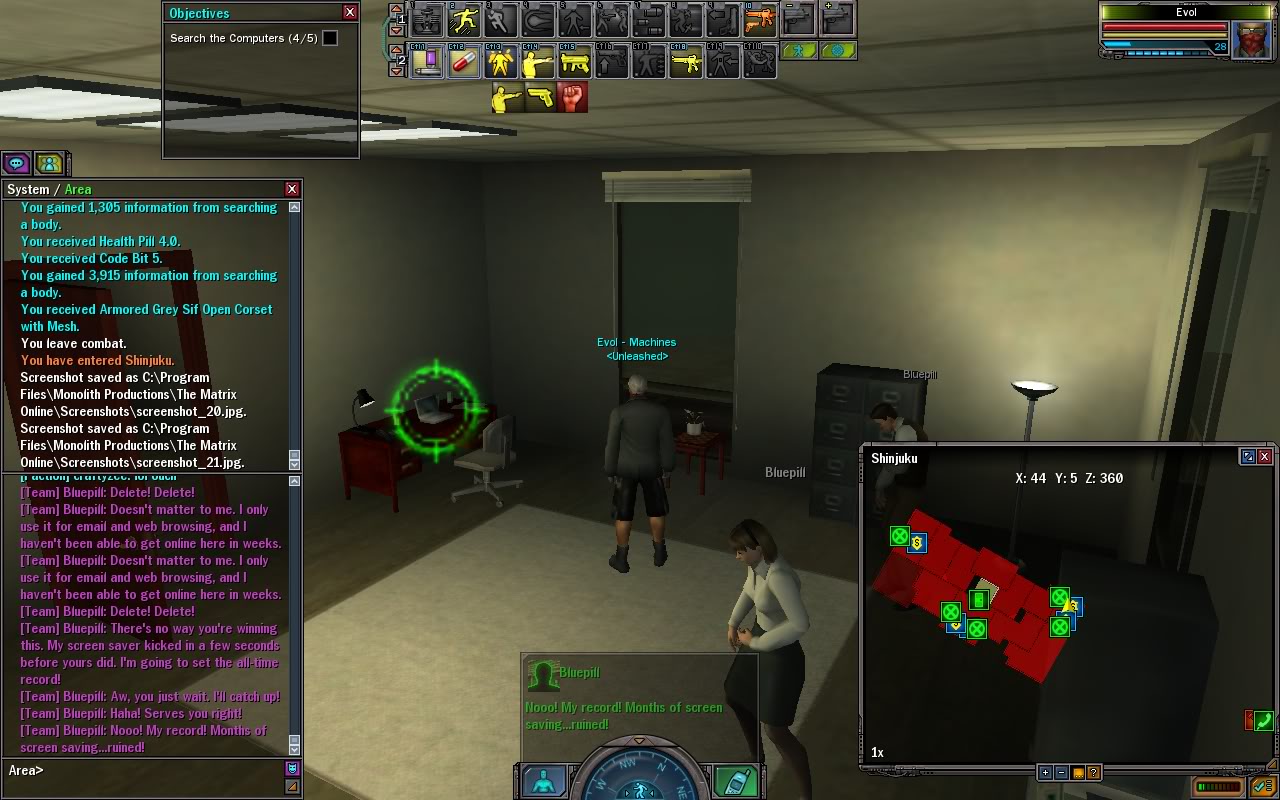 Objectives
Search the Computers (4/5)
1
2
Evol
28
System / Area
You gained 1,305 information from searching
a body.
You received Health Pill 4.0.
You received Code Bit 5.
You gained 3,915 information from searching
a body.
You received Armored Grey Sif Open Corset
with Mesh.
You leave combat.
You have entered Shinjuku.
Screenshot saved as C:\Program
Files\Monolith Productions\The Matrix
Online\Screenshots\screenshot_20.jpg.
Screenshot saved as C:\Program
Files\Monolith Productions\The Matrix
Online\Screenshots\screenshot_21.jpg.
[Team] Bluepill: Delete! Delete!
[Team] Bluepill: Doesn't matter to me. I only
use it for email and web browsing, and I
haven't been able to get online here in weeks.
[Team] Bluepill: Doesn't matter to me. I only
use it for email and web browsing, and I
haven't been able to get online here in weeks.
[Team] Bluepill: Delete! Delete!
[Team] Bluepill: There's no way you're winning
this. My screen saver kicked in a few seconds
before yours did. I'm going to set the all-time
record!
[Team] Bluepill: Aw, you just wait. I'll catch up!
[Team] Bluepill: Haha! Serves you right!
[Team] Bluepill: Nooo! My record! Months of
screen saving...ruined!
Area>
Evol - Machines
<Unleashed>
Bluepill
Bluepill
Bluepill
Nooo! My record! Months of screen
saving...ruined!
W NW N NE
Shinjuku
X: 44 Y: 5 Z: 360
1x